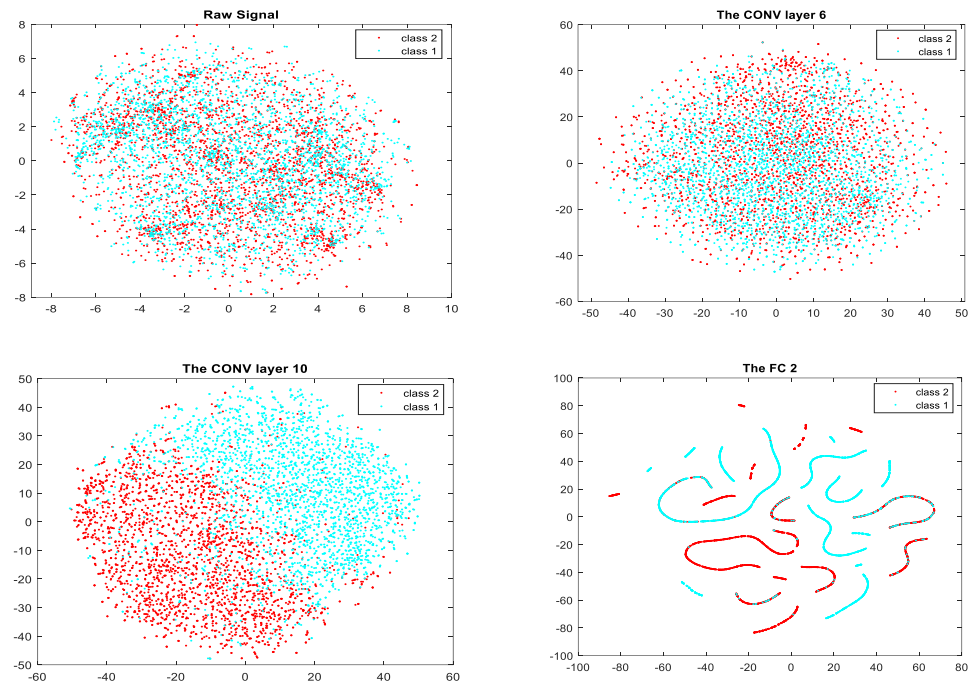 Raw Signal
class 2
class 1
8
6
4
2
0
-2
-4
-6
-8
-8 -6 -4 -2 0 2 4 6 8 10
The CONV layer 6
class 2
class 1
60
40
20
0
-20
-40
-60
-50 -40 -30 -20 -10 0 10 20 30 40 50
The CONV layer 10
class 2
class 1
50
40
30
20
10
0
-10
-20
-30
-40
-50
-60 -40 -20 0 20 40 60
The FC 2
class 2
class 1
100
80
60
40
20
0
-20
-40
-60
-80
-100
-100 -80 -60 -40 -20 0 20 40 60 80